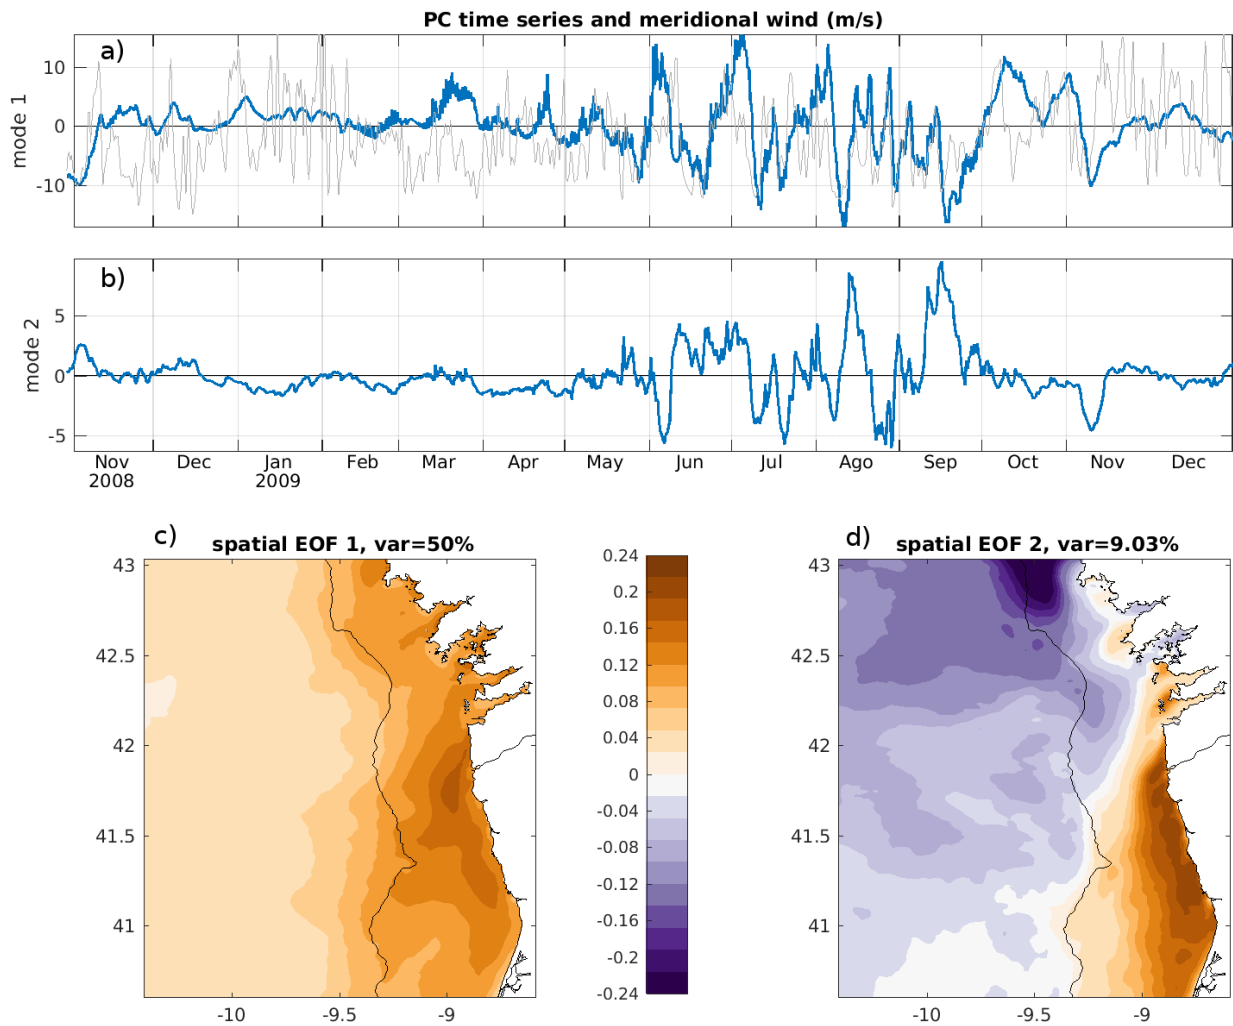 PC time series and meridional wind (m/s)
a)
mode 1
10
0
-10
b)
mode 2
5
0
-5
Nov Dec Jan Feb Mar Apr May Jun Jul Ago Sep Oct Nov Dec
2008 2009
c)
spatial EOF 1, var=50%
43
42.5
42
41.5
41
-10 -9.5 -9
0.24
0.2
0.16
0.12
0.08
0.04
0
-0.04
-0.08
-0.12
-0.16
-0.2
-0.24
d)
spatial EOF 2, var=9.03%
43
42.5
42
41.5
41
-10 -9.5 -9